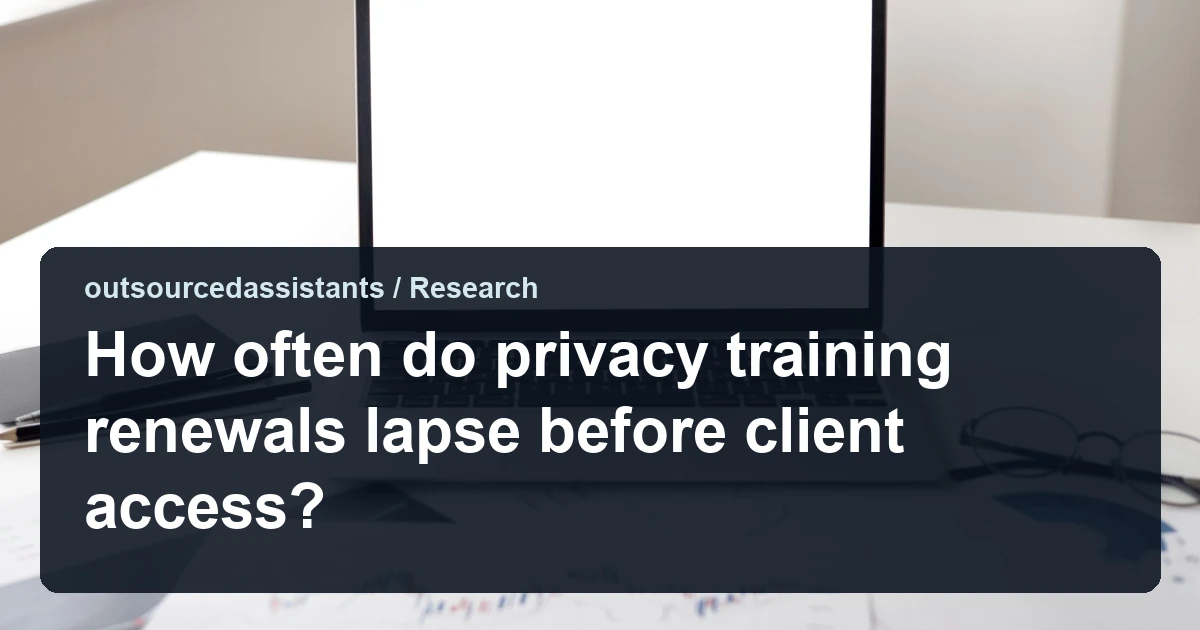 outsourcedassistants / Research
How often do privacy training
renewals lapse before client
access?